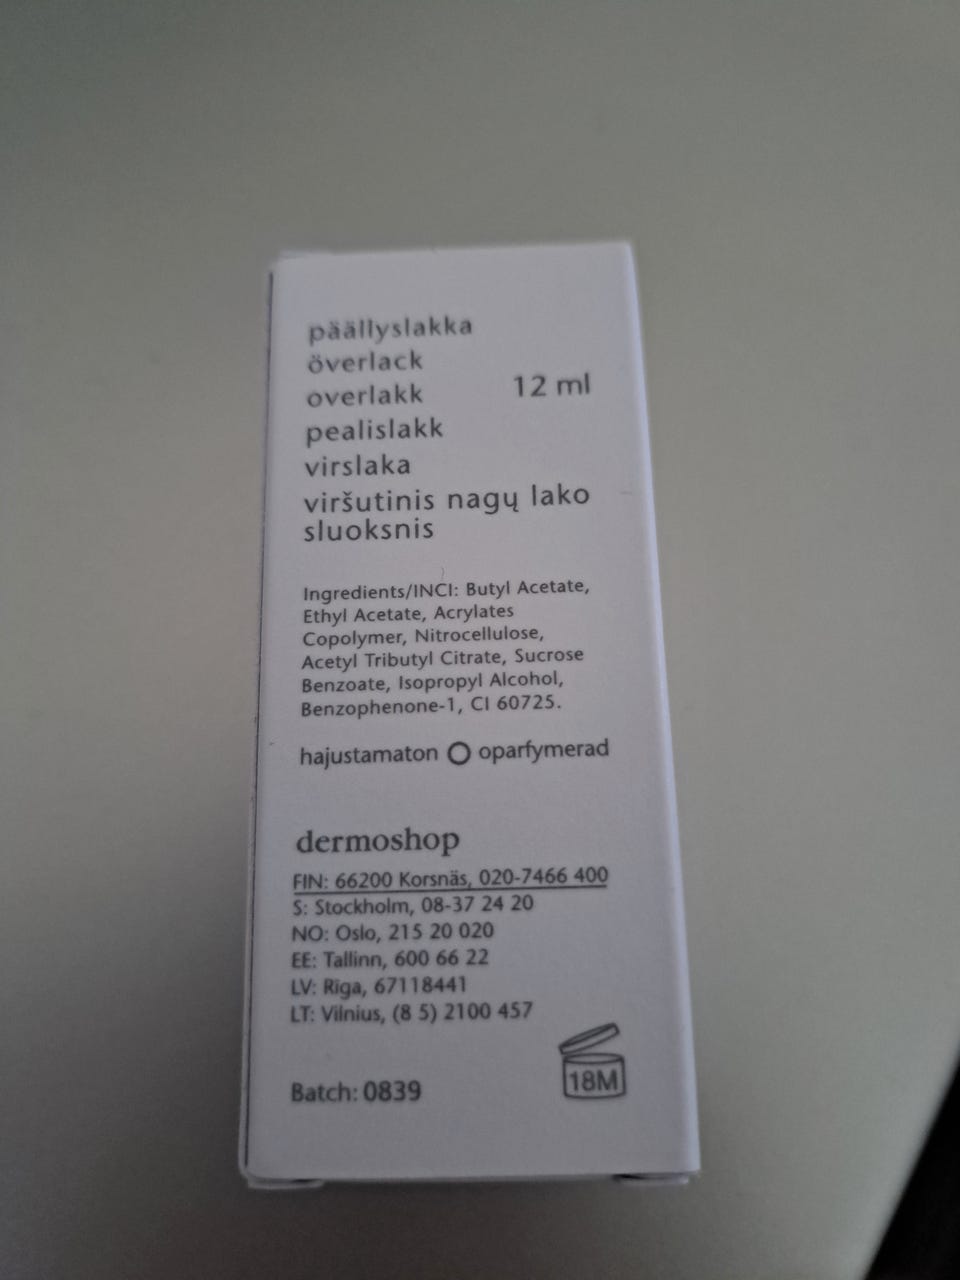 päällyslakka
överlack
overlakk
12 ml
pealislakk
virslaka
viršutinis nagų lako
sluoksnis
Ingredients/INCI: Butyl Acetate,
Ethyl Acetate, Acrylates
Copolymer, Nitrocellulose,
Acetyl Tributyl Citrate, Sucrose
Benzoate, Isopropyl Alcohol,
Benzophenone-1, CI 60725.
hajustamaton oparfymerad
dermoshop
FIN: 66200 Korsnäs, 020-7466 400
S: Stockholm, 08-37 24 20
NO: Oslo, 215 20 020
EE: Tallinn, 600 66 22
LV: Riga, 67118441
LT: Vilnius, (8 5) 2100 457
18M
Batch: 0839